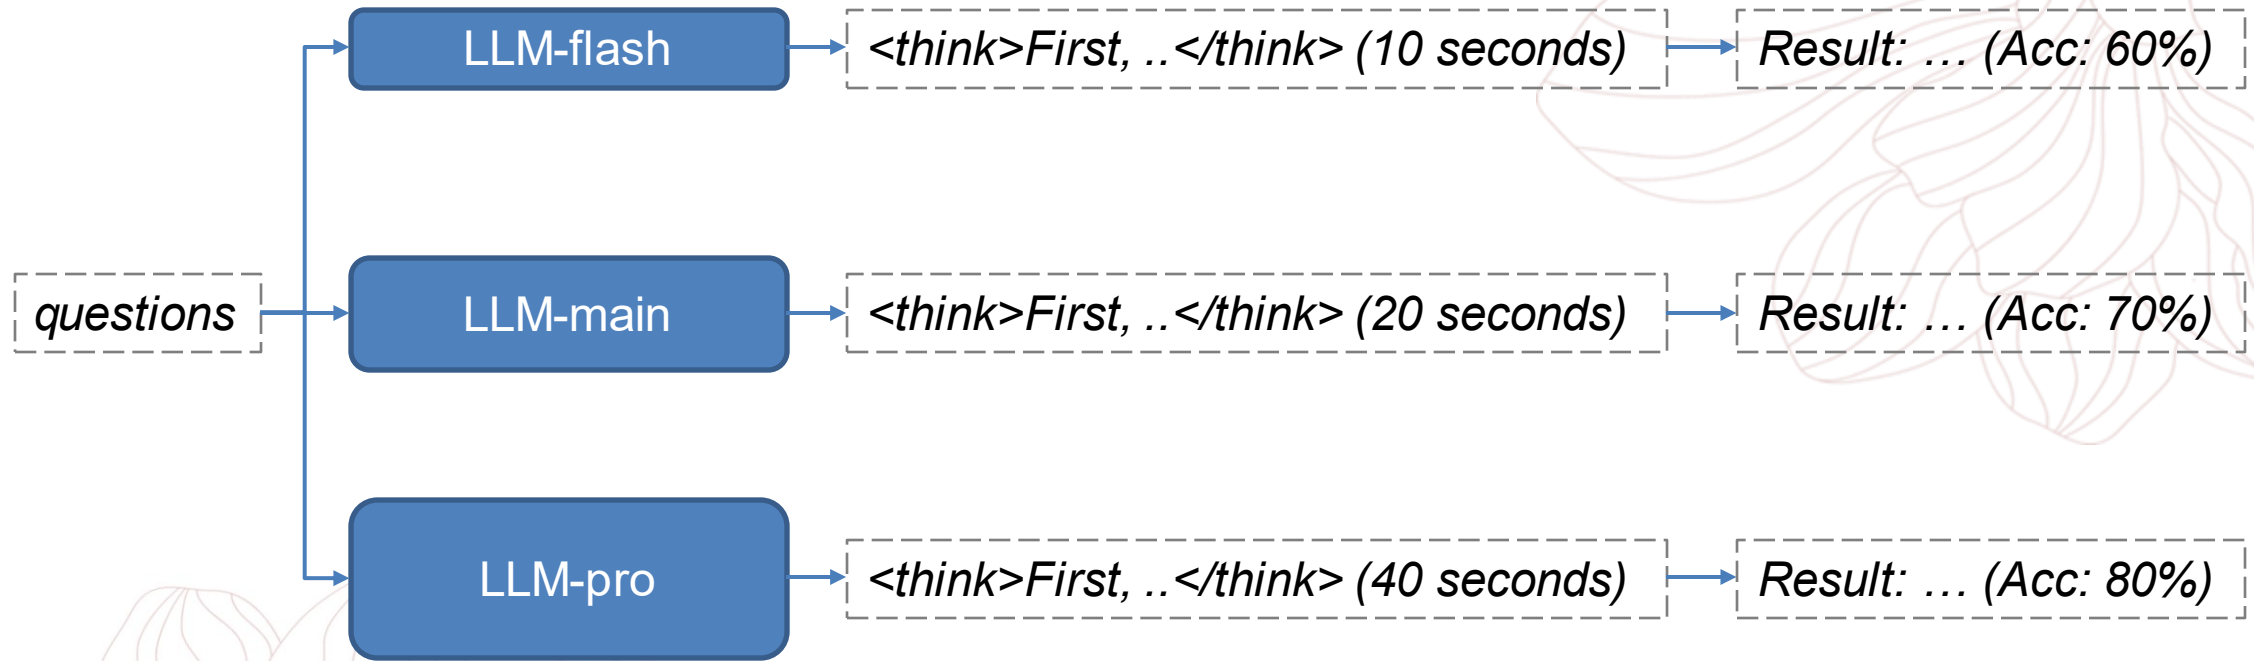 LLM-flash
<think>First, ..</think> (10 seconds)
Result: … (Acc: 60%)
questions
LLM-main
<think>First, ..</think> (20 seconds)
Result: … (Acc: 70%)
LLM-pro
<think>First, ..</think> (40 seconds)
Result: … (Acc: 80%)